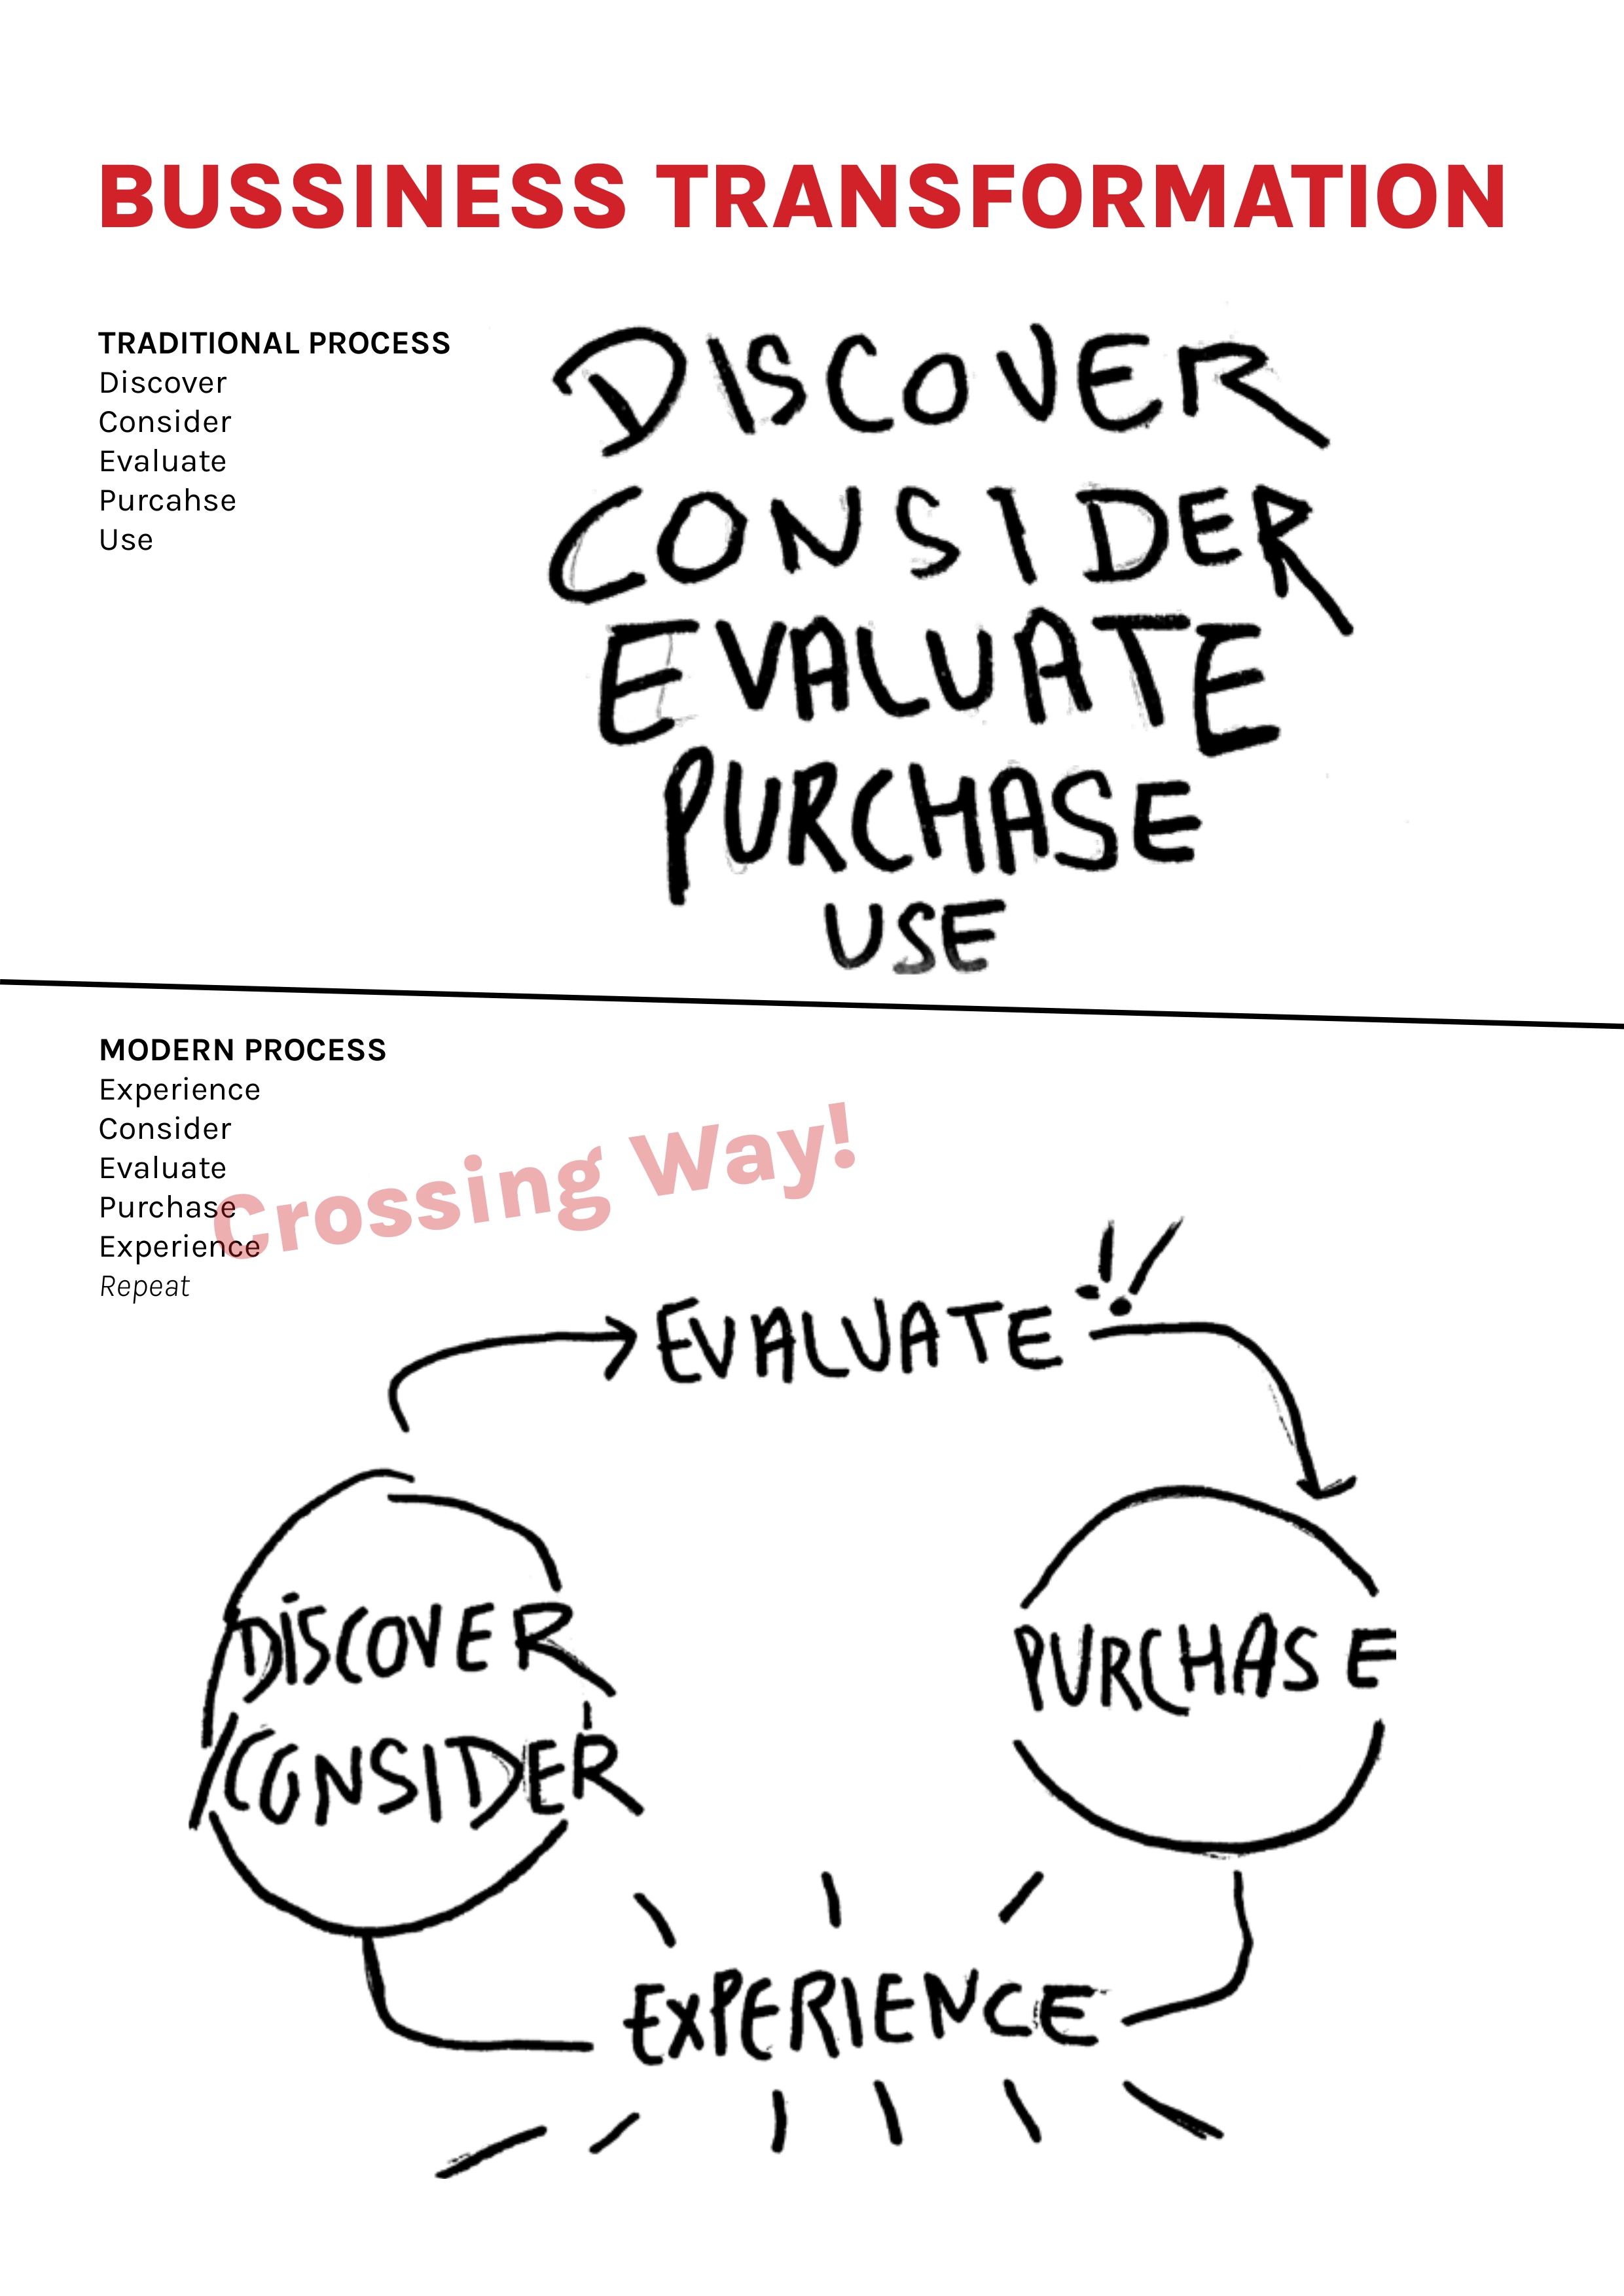 BUSSINESS TRANSFORMATION
TRADITIONAL PROCESS
Discover
Consider
Evaluate
Purcahse
Use
DISCOVER
CONSIDER
EVALUATE
PURCHASE
USE
MODERN PROCESS
Experience
Consider
Evaluate
Purchase
Experience
Repeat
Crossing Way!
EVALUATE !!
DISCOVER
/CONSIDER
PURCHASE
EXPERIENCE